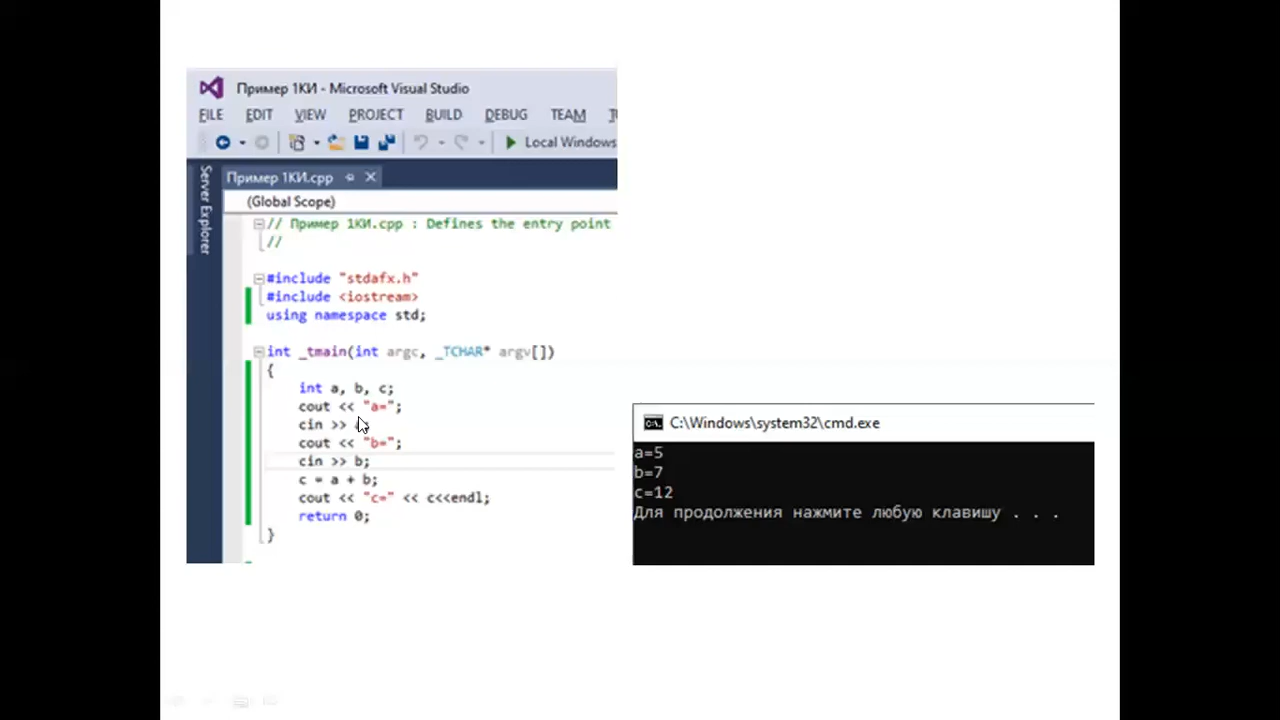 Пример 1КИ - Microsoft Visual Studio
FILE EDIT VIEW PROJECT BUILD DEBUG TEAM
Local Windows
Server Explorer
Пример 1КИ.cpp
(Global Scope)
// Пример 1КИ.cpp : Defines the entry point
//
#include "stdafx.h"
#include <iostream>
using namespace std;
int _tmain(int argc, _TCHAR* argv[])
{
int a, b, c;
cout << "a=";
cin >>
cout << "b=";
cin >> b;
c = a + b;
cout << "c=" << c<<endl;
return 0;
}
C:\Windows\system32\cmd.exe
a=5
b=7
c=12
Для продолжения нажмите любую клавишу . . .